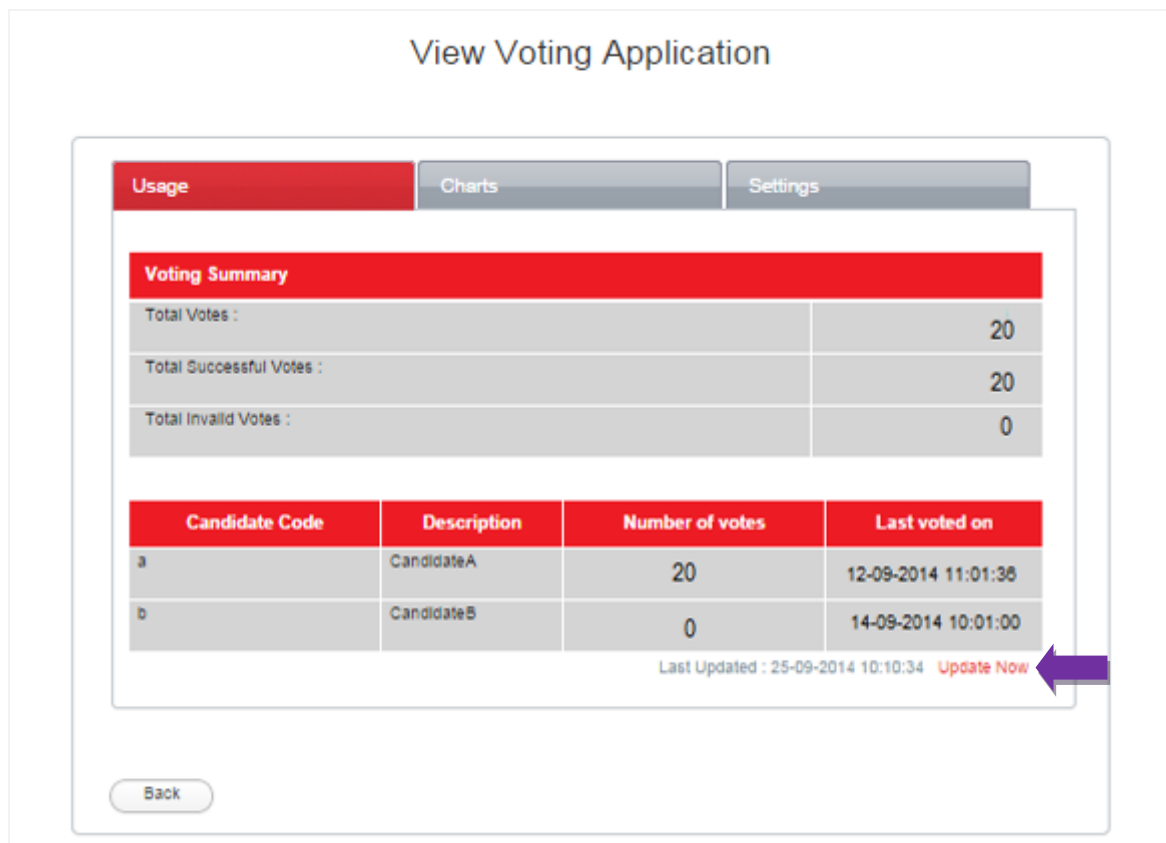 View Voting Application
Usage Charts Settings
Voting Summary
Total Votes : 20
Total Successful Votes : 20
Total Invalid Votes : 0
Candidate Code Description Number of votes Last voted on
a CandidateA 20 12-09-2014 11:01:36
b CandidateB 0 14-09-2014 10:01:00
Last Updated : 25-09-2014 10:10:34 Update Now
Back